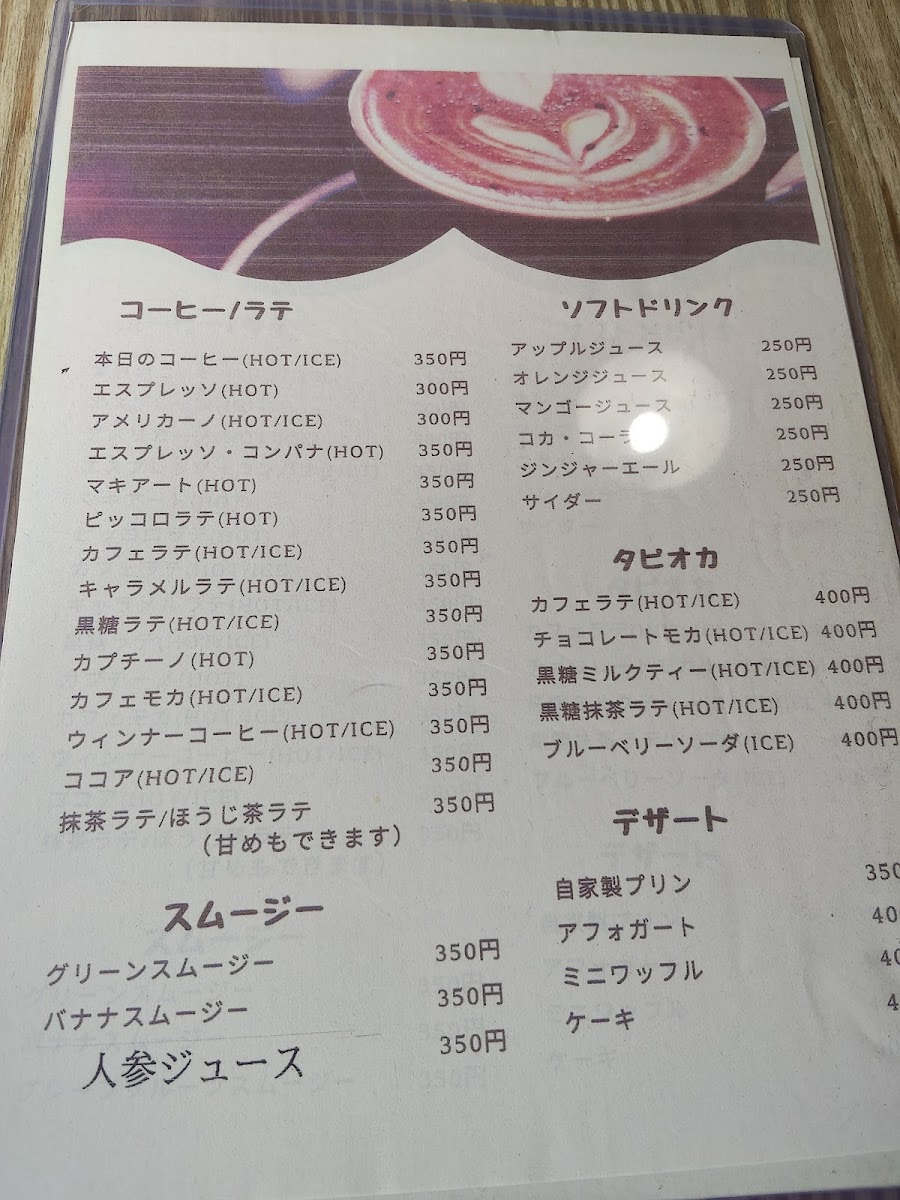 コーヒー/ラテ
本日のコーヒー(HOT/ICE) 350円
エスプレッソ(HOT) 300円
アメリカーノ(HOT/ICE) 300円
エスプレッソ・コンパナ(HOT) 350円
マキアート(HOT) 350円
ピッコロラテ(HOT) 350円
カフェラテ(HOT/ICE) 350円
キャラメルラテ(HOT/ICE) 350円
黒糖ラテ(HOT/ICE) 350円
カプチーノ(HOT) 350円
カフェモカ(HOT/ICE) 350円
ウィンナーコーヒー(HOT/ICE) 350円
ココア(HOT/ICE) 350円
抹茶ラテ/ほうじ茶ラテ 350円
(甘めもできます)
スムージー
グリーンスムージー 350円
バナナスムージー 350円
人参ジュース 350円
ソフトドリンク
アップルジュース 250円
オレンジジュース 250円
マンゴージュース 250円
コカ・コーラ 250円
ジンジャーエール 250円
サイダー 250円
タピオカ
カフェラテ(HOT/ICE) 400円
チョコレートモカ(HOT/ICE) 400円
黒糖ミルクティー(HOT/ICE) 400円
黒糖抹茶ラテ(HOT/ICE) 400円
ブルーベリーソーダ(ICE) 400円
デザート
自家製プリン 350
アフォガート 40
ミニワッフル 40
ケーキ 4